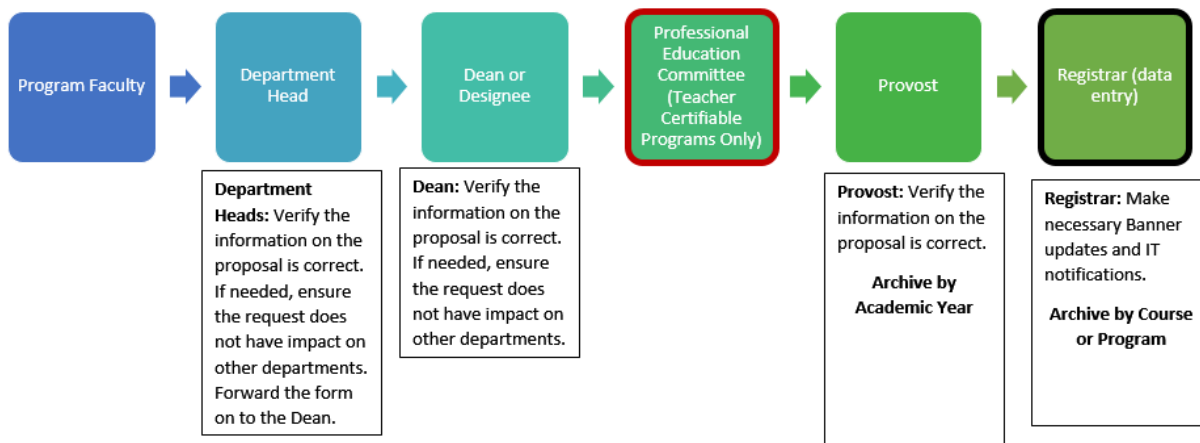 Program Faculty
Department
Head
Dean or
Designee
Professional
Education
Committee
(Teacher
Certifiable
Programs Only)
Provost
Registrar (data
entry)
Department
Heads: Verify the
information on the
proposal is correct.
If needed, ensure
the request does
not have impact on
other departments.
Forward the form
on to the Dean.
Dean: Verify the
information on the
proposal is correct.
If needed, ensure
the request does
not have impact on
other departments.
Provost: Verify the
information on the
proposal is correct.
Archive by
Academic Year
Registrar: Make
necessary Banner
updates and IT
notifications.
Archive by Course
or Program